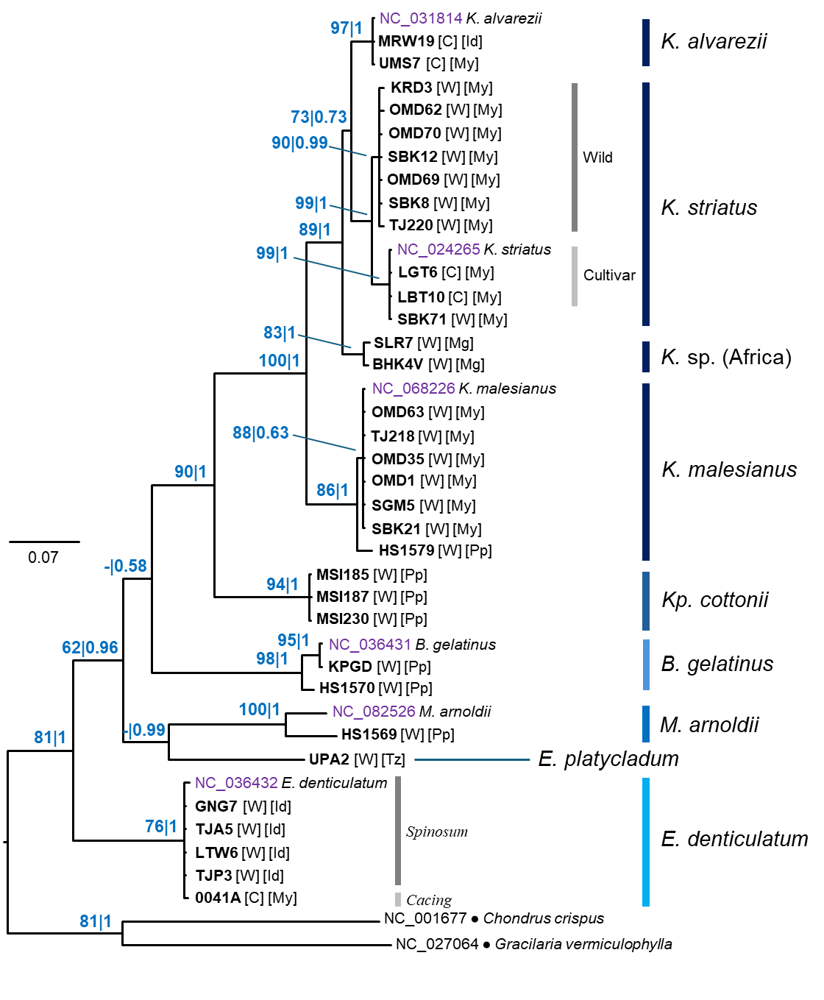 NC_031814 K. alvarezii
97|1
MRW19 [C] [Id]
K. alvarezii
UMS7 [C] [My]
KRD3 [W] [My]
OMD62 [W] [My]
73|0.73
OMD70 [W] [My]
90|0.99
SBK12 [W] [My]
Wild
OMD69 [W] [My]
99|1
SBK8 [W] [My]
K. striatus
TJ220 [W] [My]
89|1
NC_024265 K. striatus
99|1
LGT6 [C] [My]
Cultivar
LBT10 [C] [My]
SBK71 [W] [My]
83|1
SLR7 [W] [Mg]
K. sp. (Africa)
100|1
BHK4V [W] [Mg]
NC_068226 K. malesianus
OMD63 [W] [My]
88|0.63
TJ218 [W] [My]
OMD35 [W] [My]
90|1
K. malesianus
OMD1 [W] [My]
86|1
SGM5 [W] [My]
SBK21 [W] [My]
HS1579 [W] [Pp]
0.07
-|0.58
MSI185 [W] [Pp]
94|1
MSI187 [W] [Pp]
Kp. cottonii
MSI230 [W] [Pp]
95|1
NC_036431 B. gelatinus
62|0.96
98|1
KPGD [W] [Pp]
B. gelatinus
HS1570 [W] [Pp]
100|1
NC_082526 M. arnoldii
M. arnoldii
-|0.99
HS1569 [W] [Pp]
81|1
UPA2 [W] [Tz]
E. platycladum
NC_036432 E. denticulatum
GNG7 [W] [Id]
76|1
TJA5 [W] [Id]
Spinosum
E. denticulatum
LTW6 [W] [Id]
TJP3 [W] [Id]
0041A [C] [My]
Cacing
81|1
NC_001677 ● Chondrus crispus
NC_027064 ● Gracilaria vermiculophylla